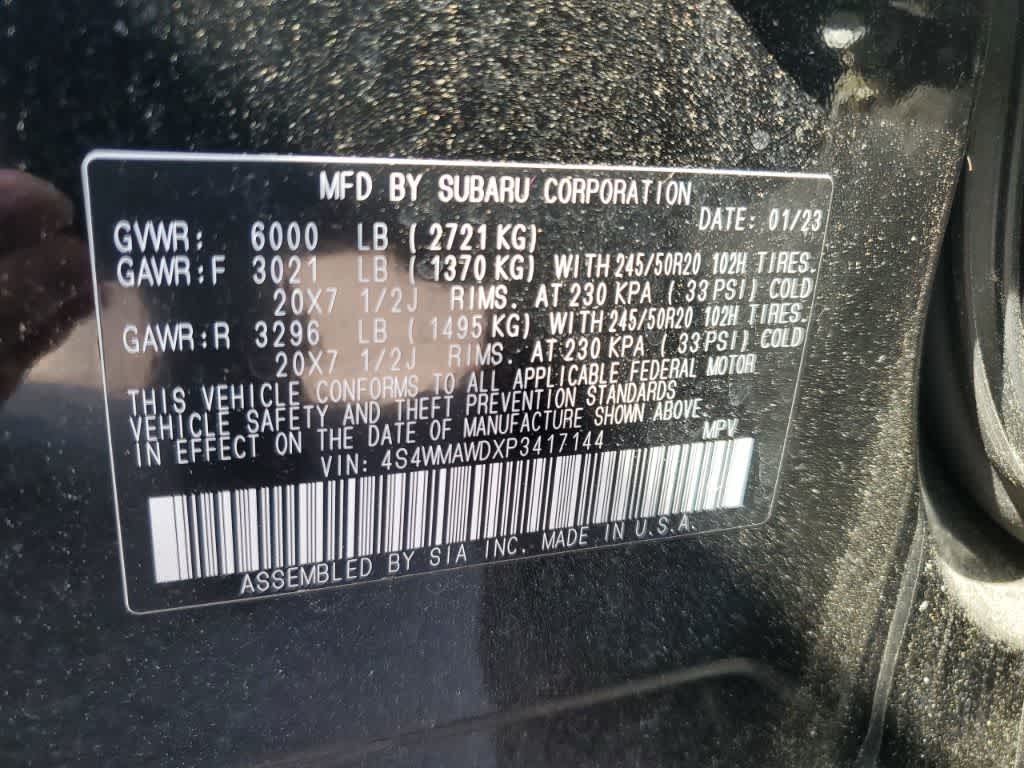 MFD BY SUBARU CORPORATION
DATE: 01/23
GVWR: 6000 LB ( 2721 KG)
GAWR:F 3021 LB ( 1370 KG) WITH 245/50R20 102H TIRES.
20X7 1/2J RIMS. AT 230 KPA ( 33 PSI) COLD
GAWR:R 3296 LB ( 1495 KG) WITH 245/50R20 102H TIRES.
20X7 1/2J RIMS. AT 230 KPA ( 33 PSI) COLD
THIS VEHICLE CONFORMS TO ALL APPLICABLE FEDERAL MOTOR
VEHICLE SAFETY AND THEFT PREVENTION STANDARDS
IN EFFECT ON THE DATE OF MANUFACTURE SHOWN ABOVE.
VIN: 4S4WMAWDXP3417144 MPV
ASSEMBLED BY SIA INC. MADE IN U.S.A.